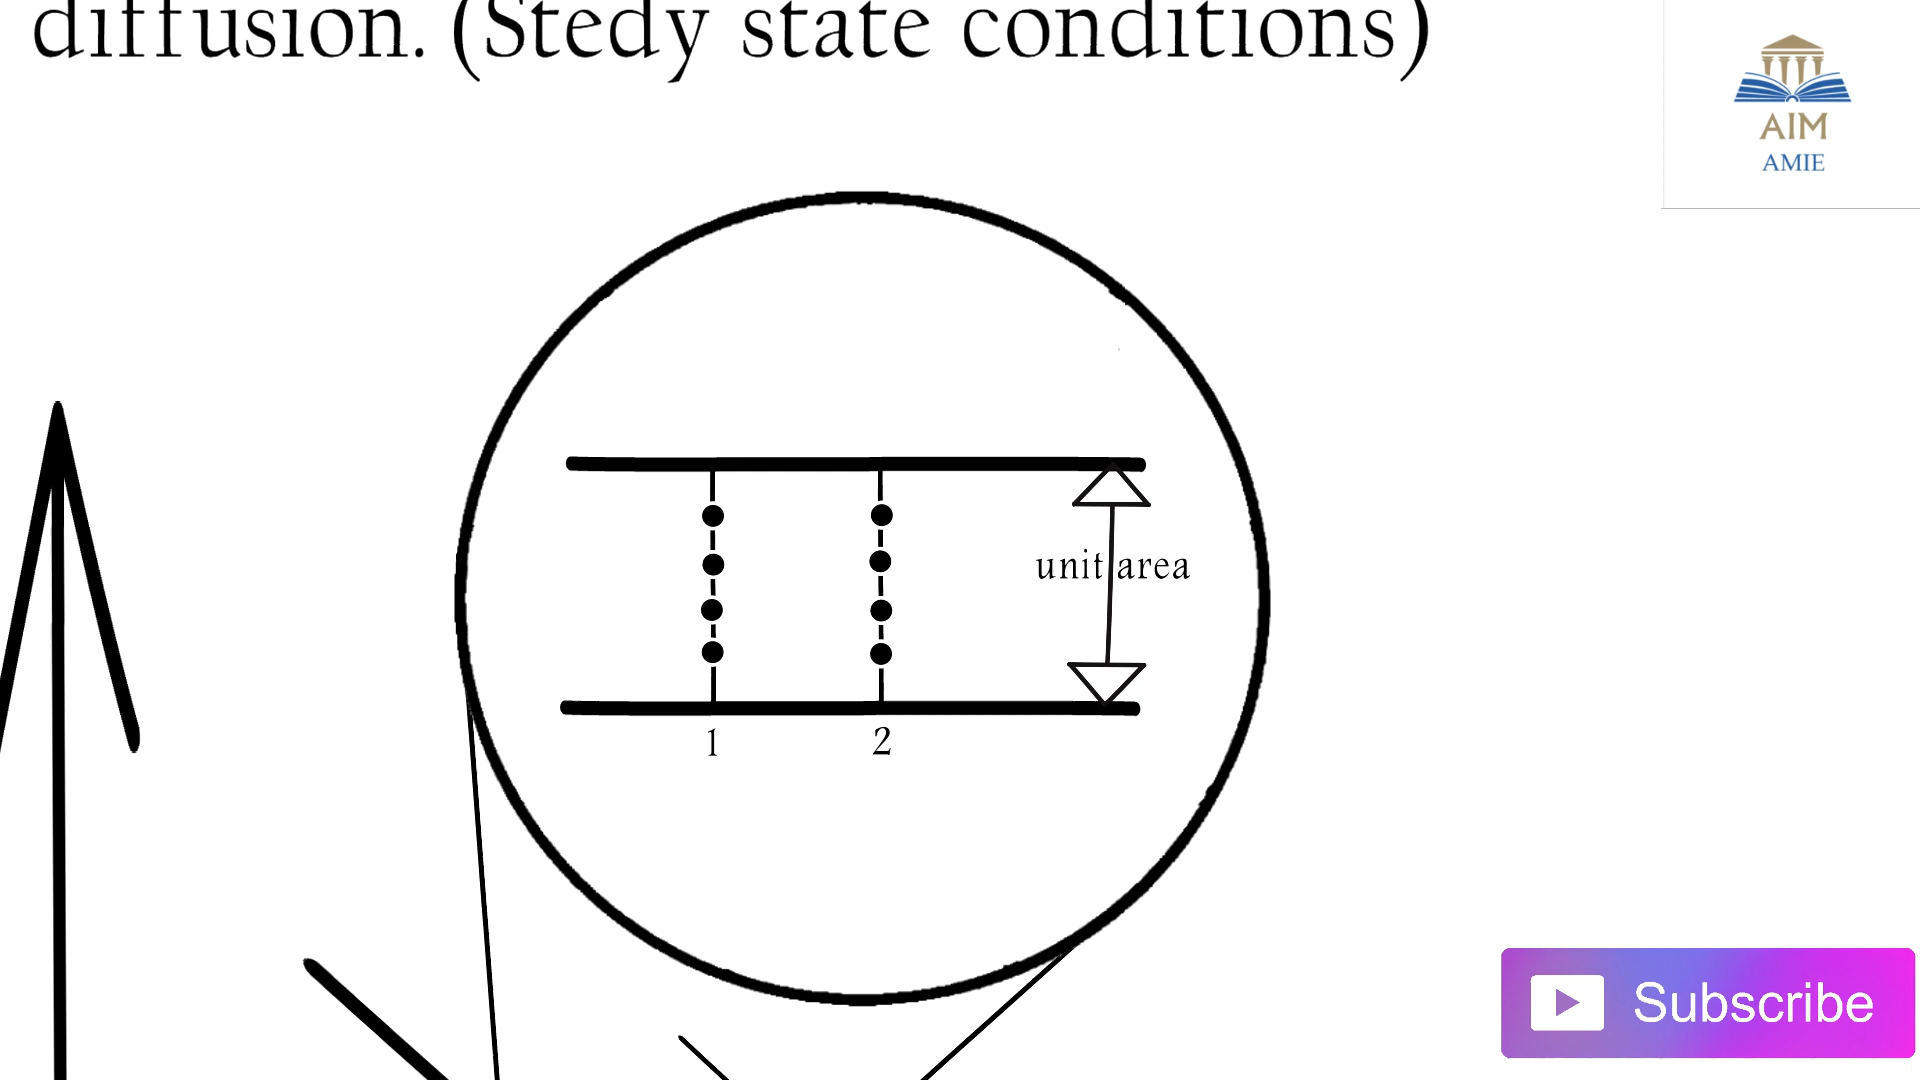 diffusion. (Stedy state conditions)
AIM
AMIE
unit area
1 2
Subscribe